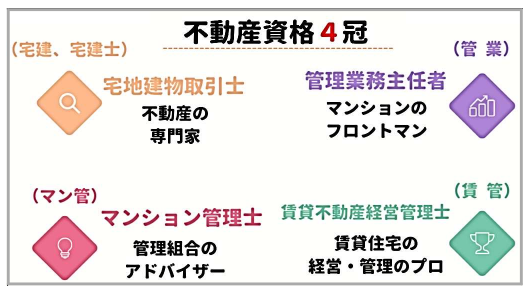 不動産資格4冠
（宅建、宅建士）
宅地建物取引士
不動産の
専門家
（管 業）
管理業務主任者
マンションの
フロントマン
（マン管）
マンション管理士
管理組合の
アドバイザー
（賃 管）
賃貸不動産経営管理士
賃貸住宅の
経営・管理のプロ